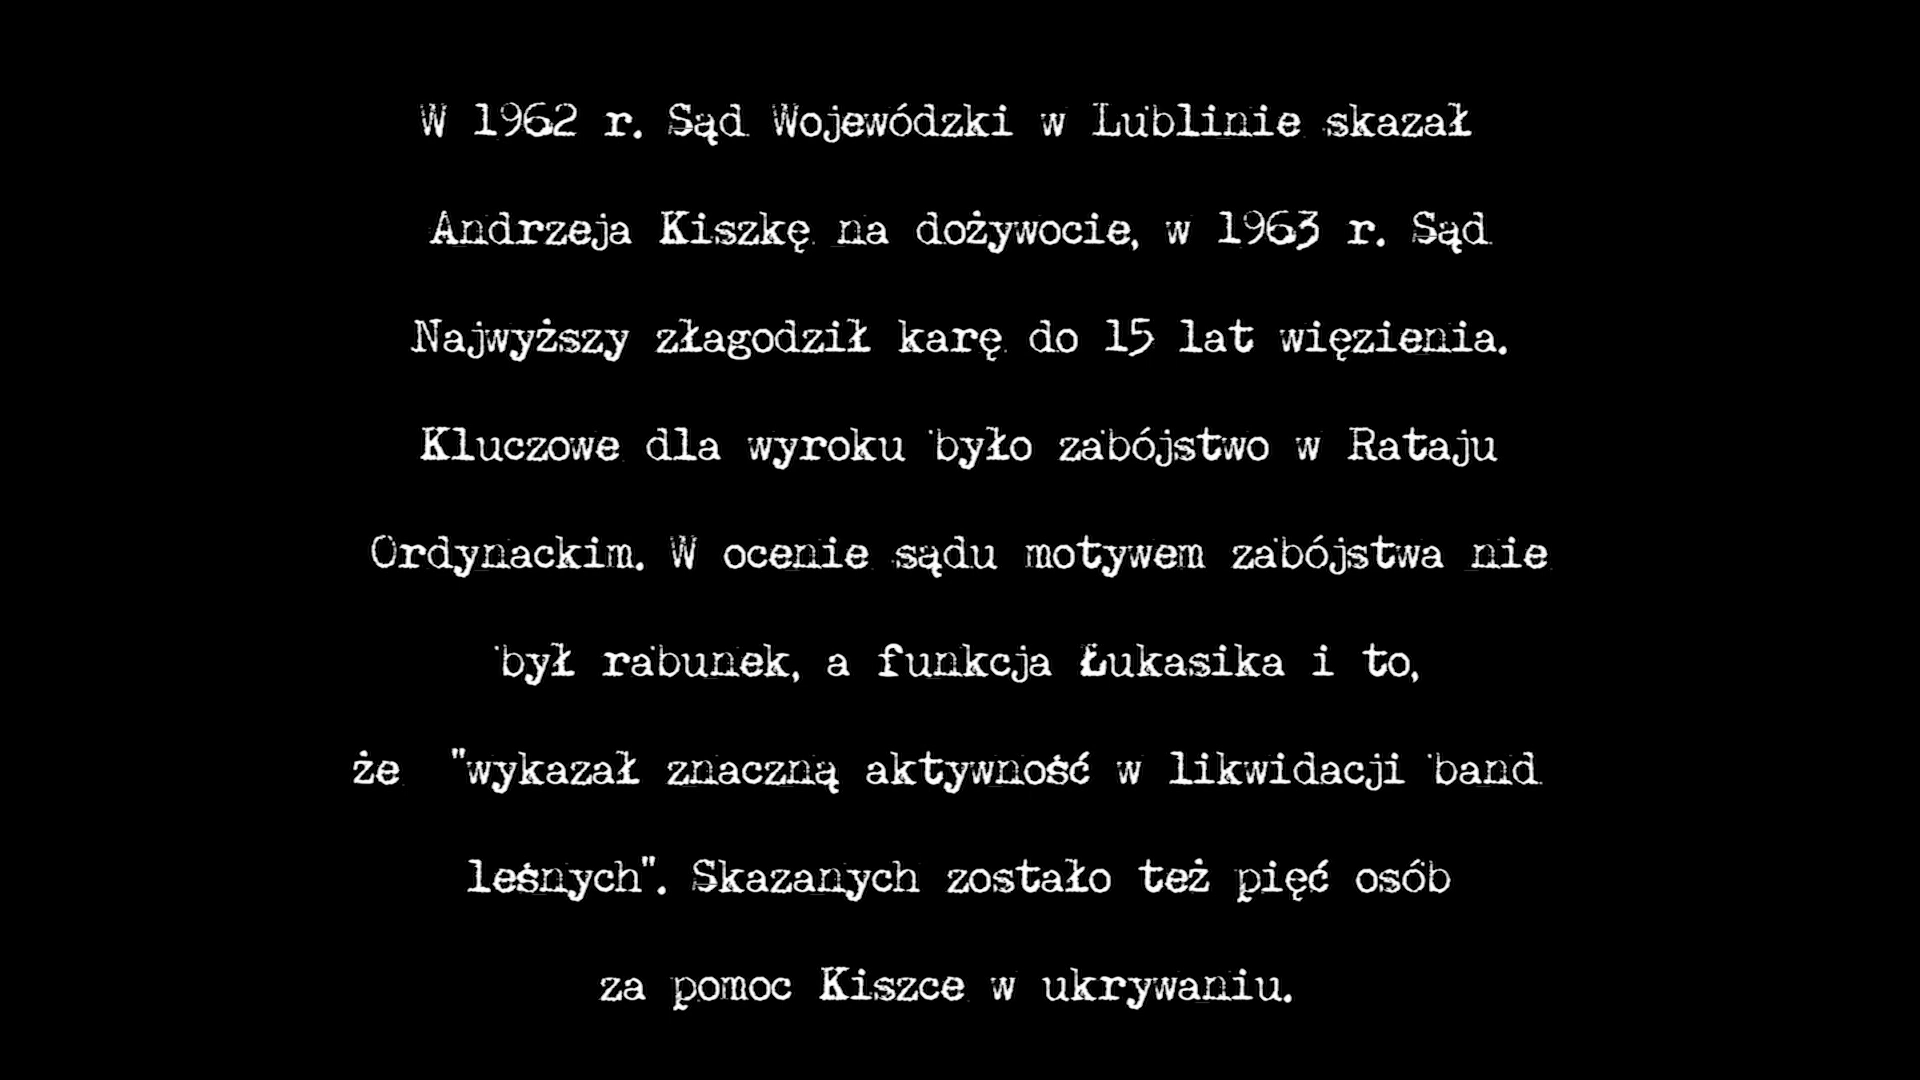 W 1962 r. Sąd Wojewódzki w Lublinie skazał
Andrzeja Kiszkę na dożywocie, w 1963 r. Sąd
Najwyższy złagodził karę do 15 lat więzienia.
Kluczowe dla wyroku było zabójstwo w Rataju
Ordynackim. W ocenie sądu motywem zabójstwa nie
był rabunek, a funkcja Łukasika i to,
że "wykazał znaczną aktywność w likwidacji band
leśnych". Skazanych zostało też pięć osób
za pomoc Kiszce w ukrywaniu.